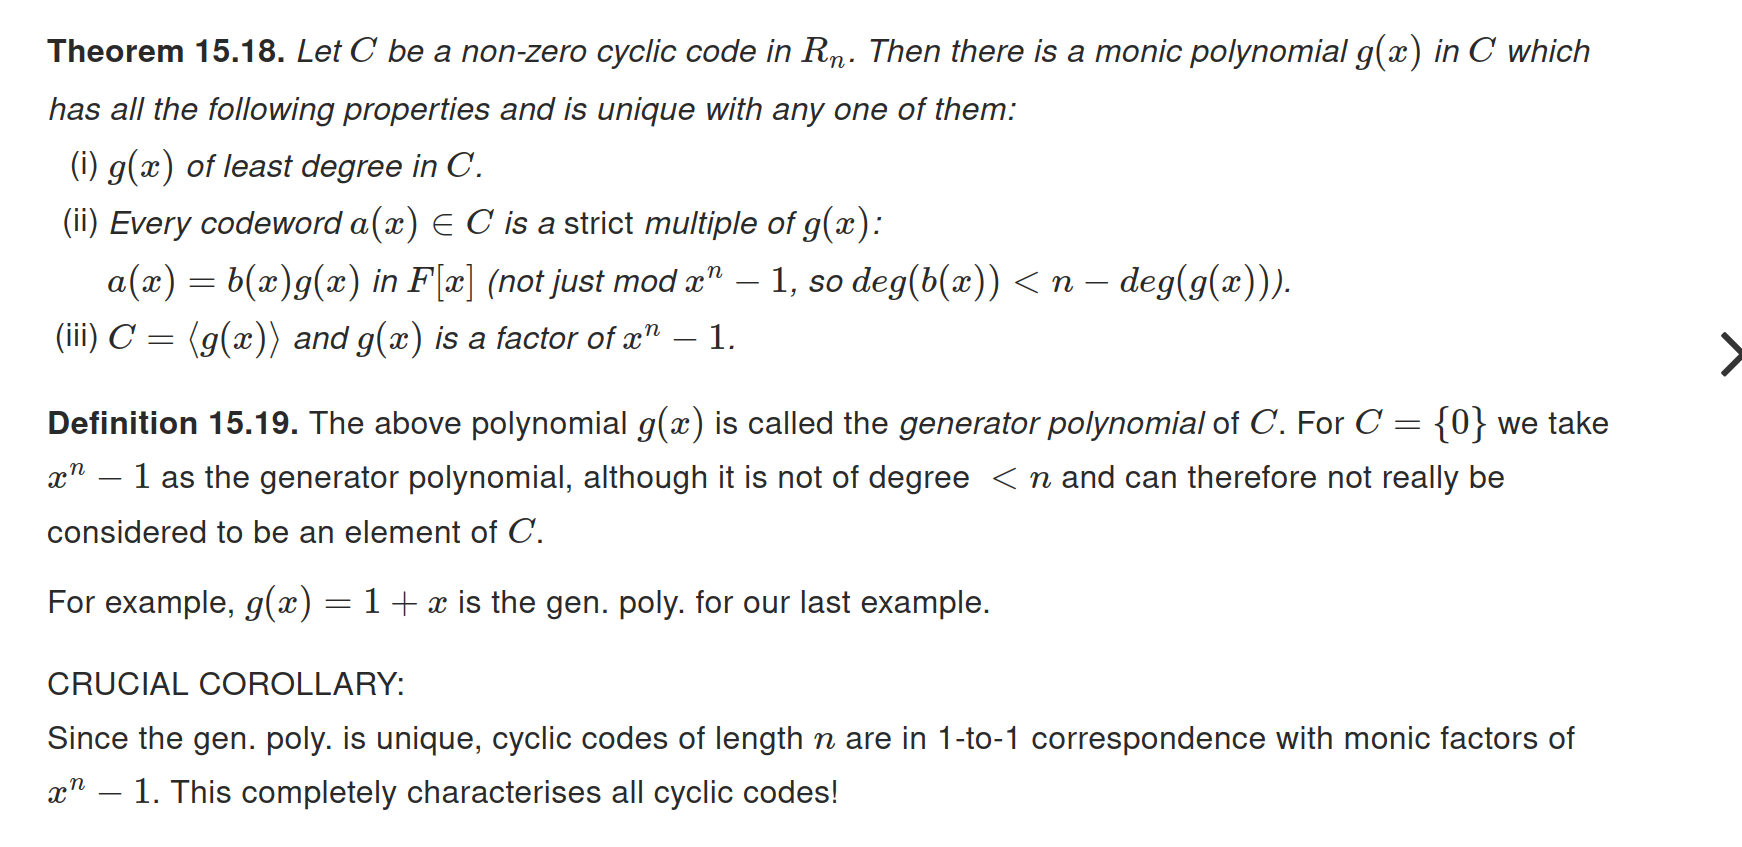 Theorem 15.18. Let C be a non-zero cyclic code in Rₙ. Then there is a monic polynomial g(x) in C which
has all the following properties and is unique with any one of them:
(i) g(x) of least degree in C.
(ii) Every codeword a(x) ∈ C is a strict multiple of g(x):
a(x) = b(x)g(x) in F[x] (not just mod xⁿ − 1, so deg(b(x)) < n − deg(g(x))).
(iii) C = ⟨g(x)⟩ and g(x) is a factor of xⁿ − 1.
Definition 15.19. The above polynomial g(x) is called the generator polynomial of C. For C = {0} we take
xⁿ − 1 as the generator polynomial, although it is not of degree < n and can therefore not really be
considered to be an element of C.
For example, g(x) = 1 + x is the gen. poly. for our last example.
CRUCIAL COROLLARY:
Since the gen. poly. is unique, cyclic codes of length n are in 1-to-1 correspondence with monic factors of
xⁿ − 1. This completely characterises all cyclic codes!